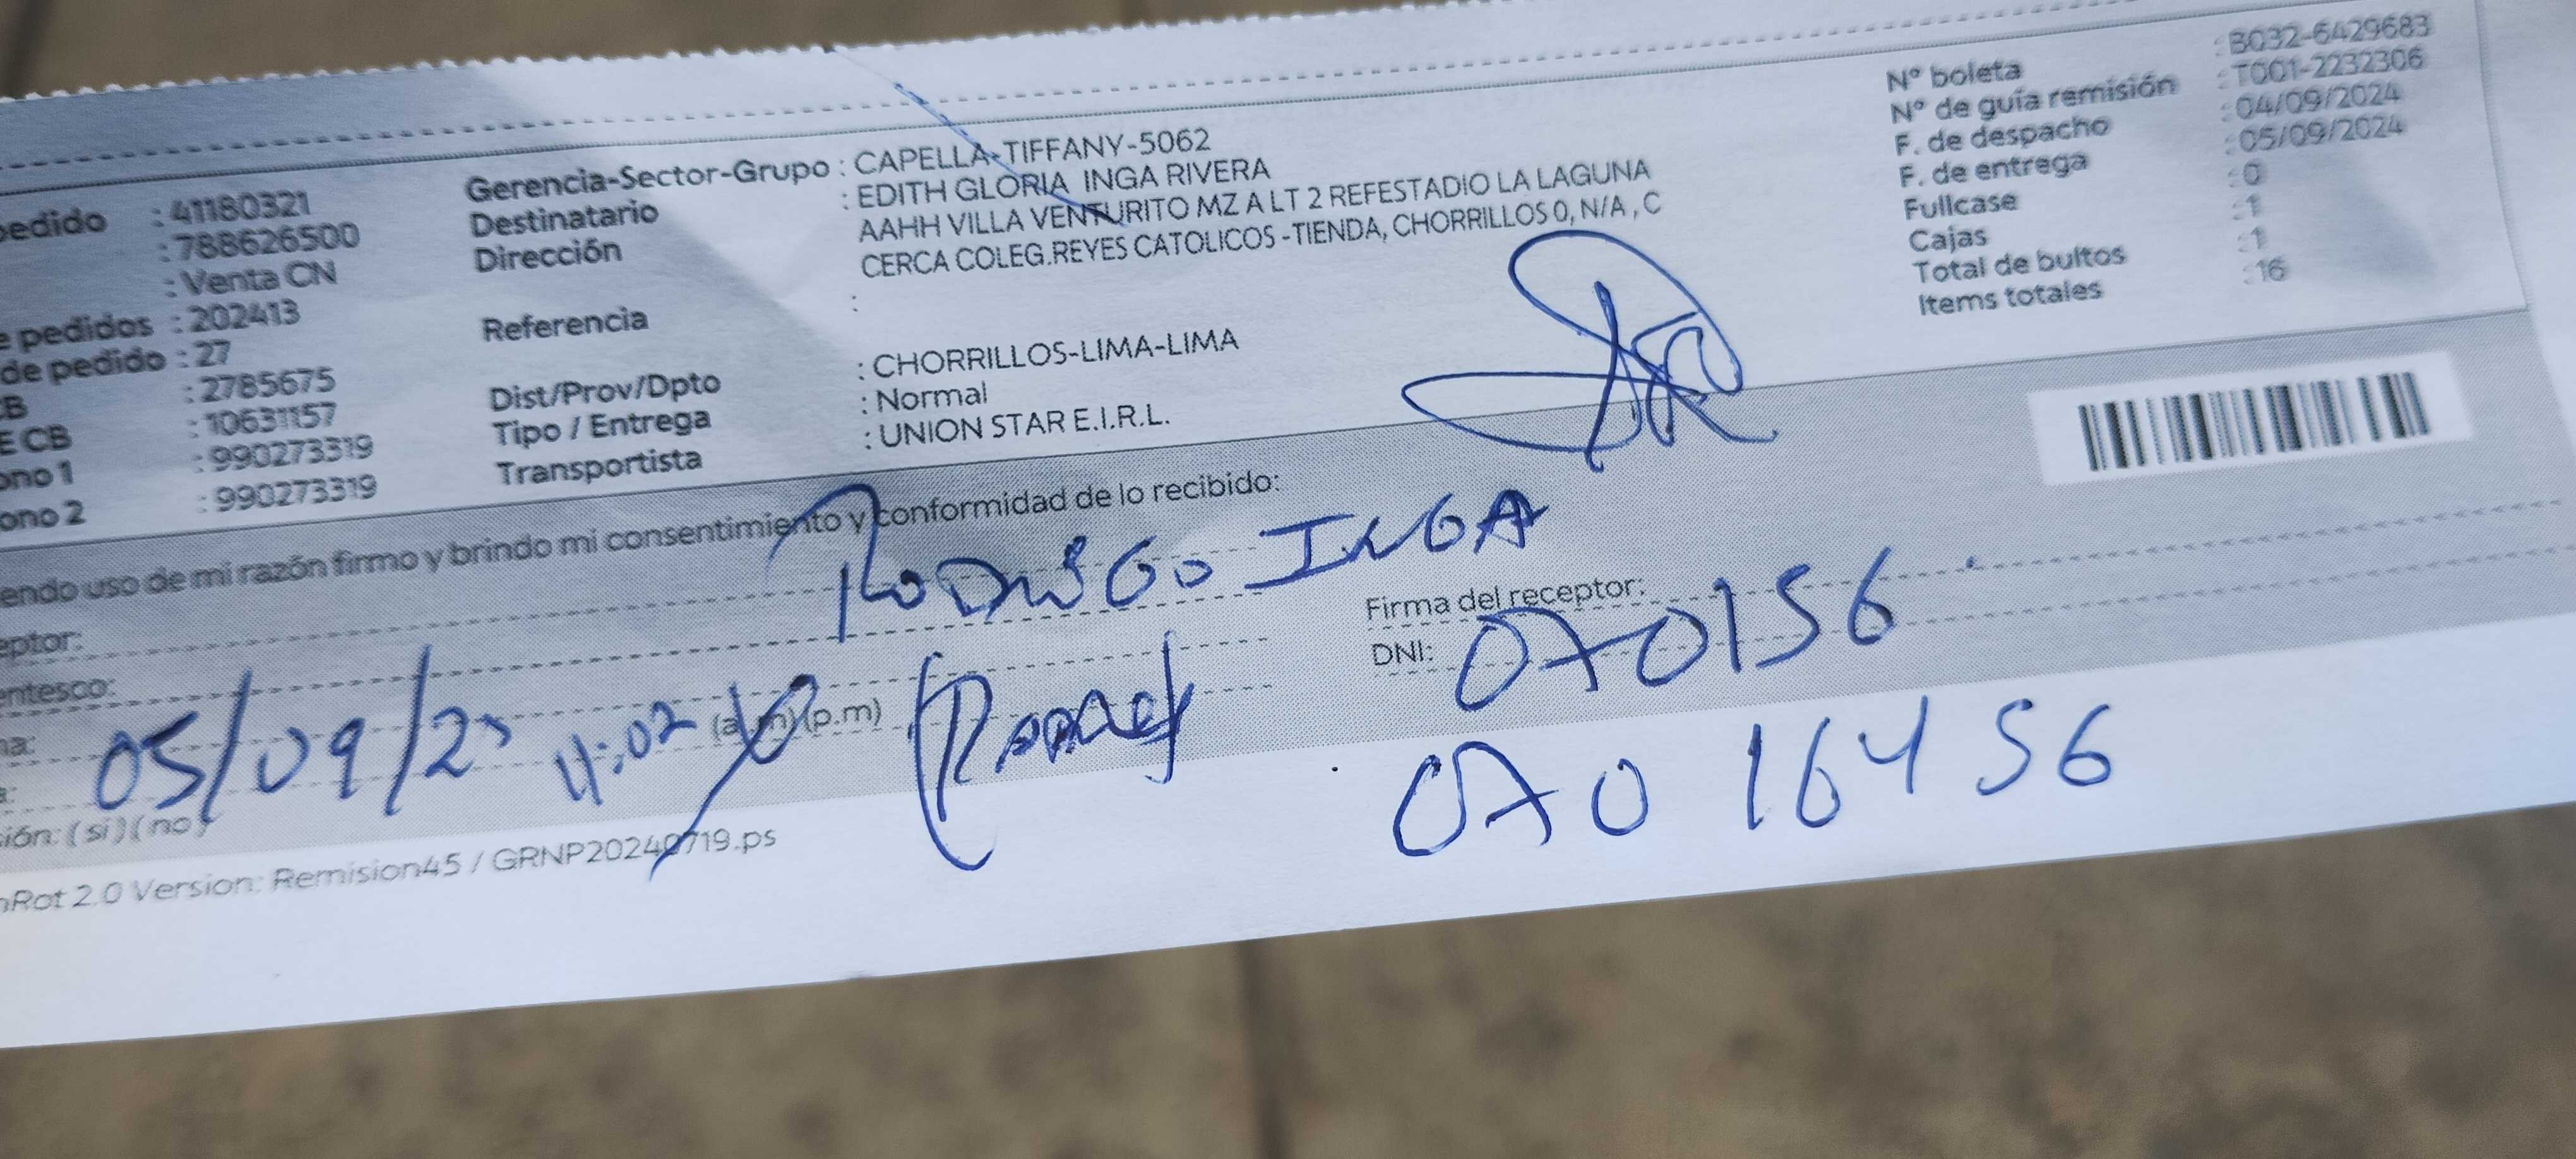 edido : 41180321
: 788626500
: Venta CN
e pedidos : 202413
de pedido : 27
CB : 2785675
E CB : 10631157
ono 1 : 990273319
ono 2 : 990273319
Gerencia-Sector-Grupo : CAPELLA-TIFFANY-5062
Destinatario : EDITH GLORIA INGA RIVERA
Dirección AAHH VILLA VENTURITO MZ A LT 2 REFESTADIO LA LAGUNA
CERCA COLEG.REYES CATOLICOS -TIENDA, CHORRILLOS 0, N/A , C
Referencia :
Dist/Prov/Dpto : CHORRILLOS-LIMA-LIMA
Tipo / Entrega : Normal
Transportista : UNION STAR E.I.R.L.
N° boleta : B032-6429683
N° de guía remisión : T001-2232306
F. de despacho : 04/09/2024
F. de entrega : 05/09/2024
Fullcase : 0
Cajas : 1
Total de bultos : 1
Items totales : 16
endo uso de mi razón firmo y brindo mi consentimiento y conformidad de lo recibido:
eptor: RODRIGO INGA
Firma del receptor:
entesco:
DNI: 070156
na: 05/09/2
11:02 (a.m) (p.m)
070 16456
ión: (si) (no)
nRot 2.0 Version: Remision45 / GRNP20240719.ps